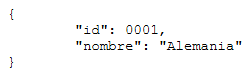 {
"id": 0001,
"nombre": "Alemania"
}